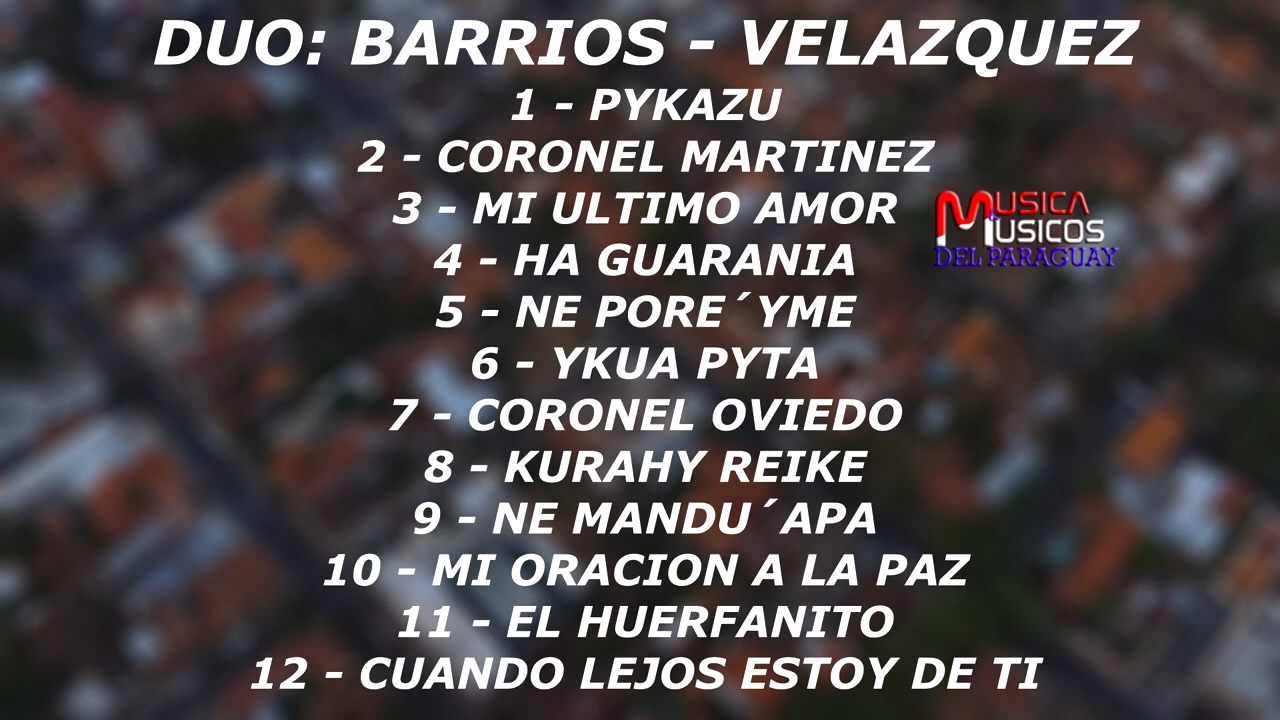 DUO: BARRIOS - VELAZQUEZ
1 - PYKAZU
2 - CORONEL MARTINEZ
3 - MI ULTIMO AMOR
4 - HA GUARANIA
5 - NE PORE´YME
6 - YKUA PYTA
7 - CORONEL OVIEDO
8 - KURAHY REIKE
9 - NE MANDU´APA
10 - MI ORACION A LA PAZ
11 - EL HUERFANITO
12 - CUANDO LEJOS ESTOY DE TI
MUSICA
MUSICOS
DEL PARAGUAY